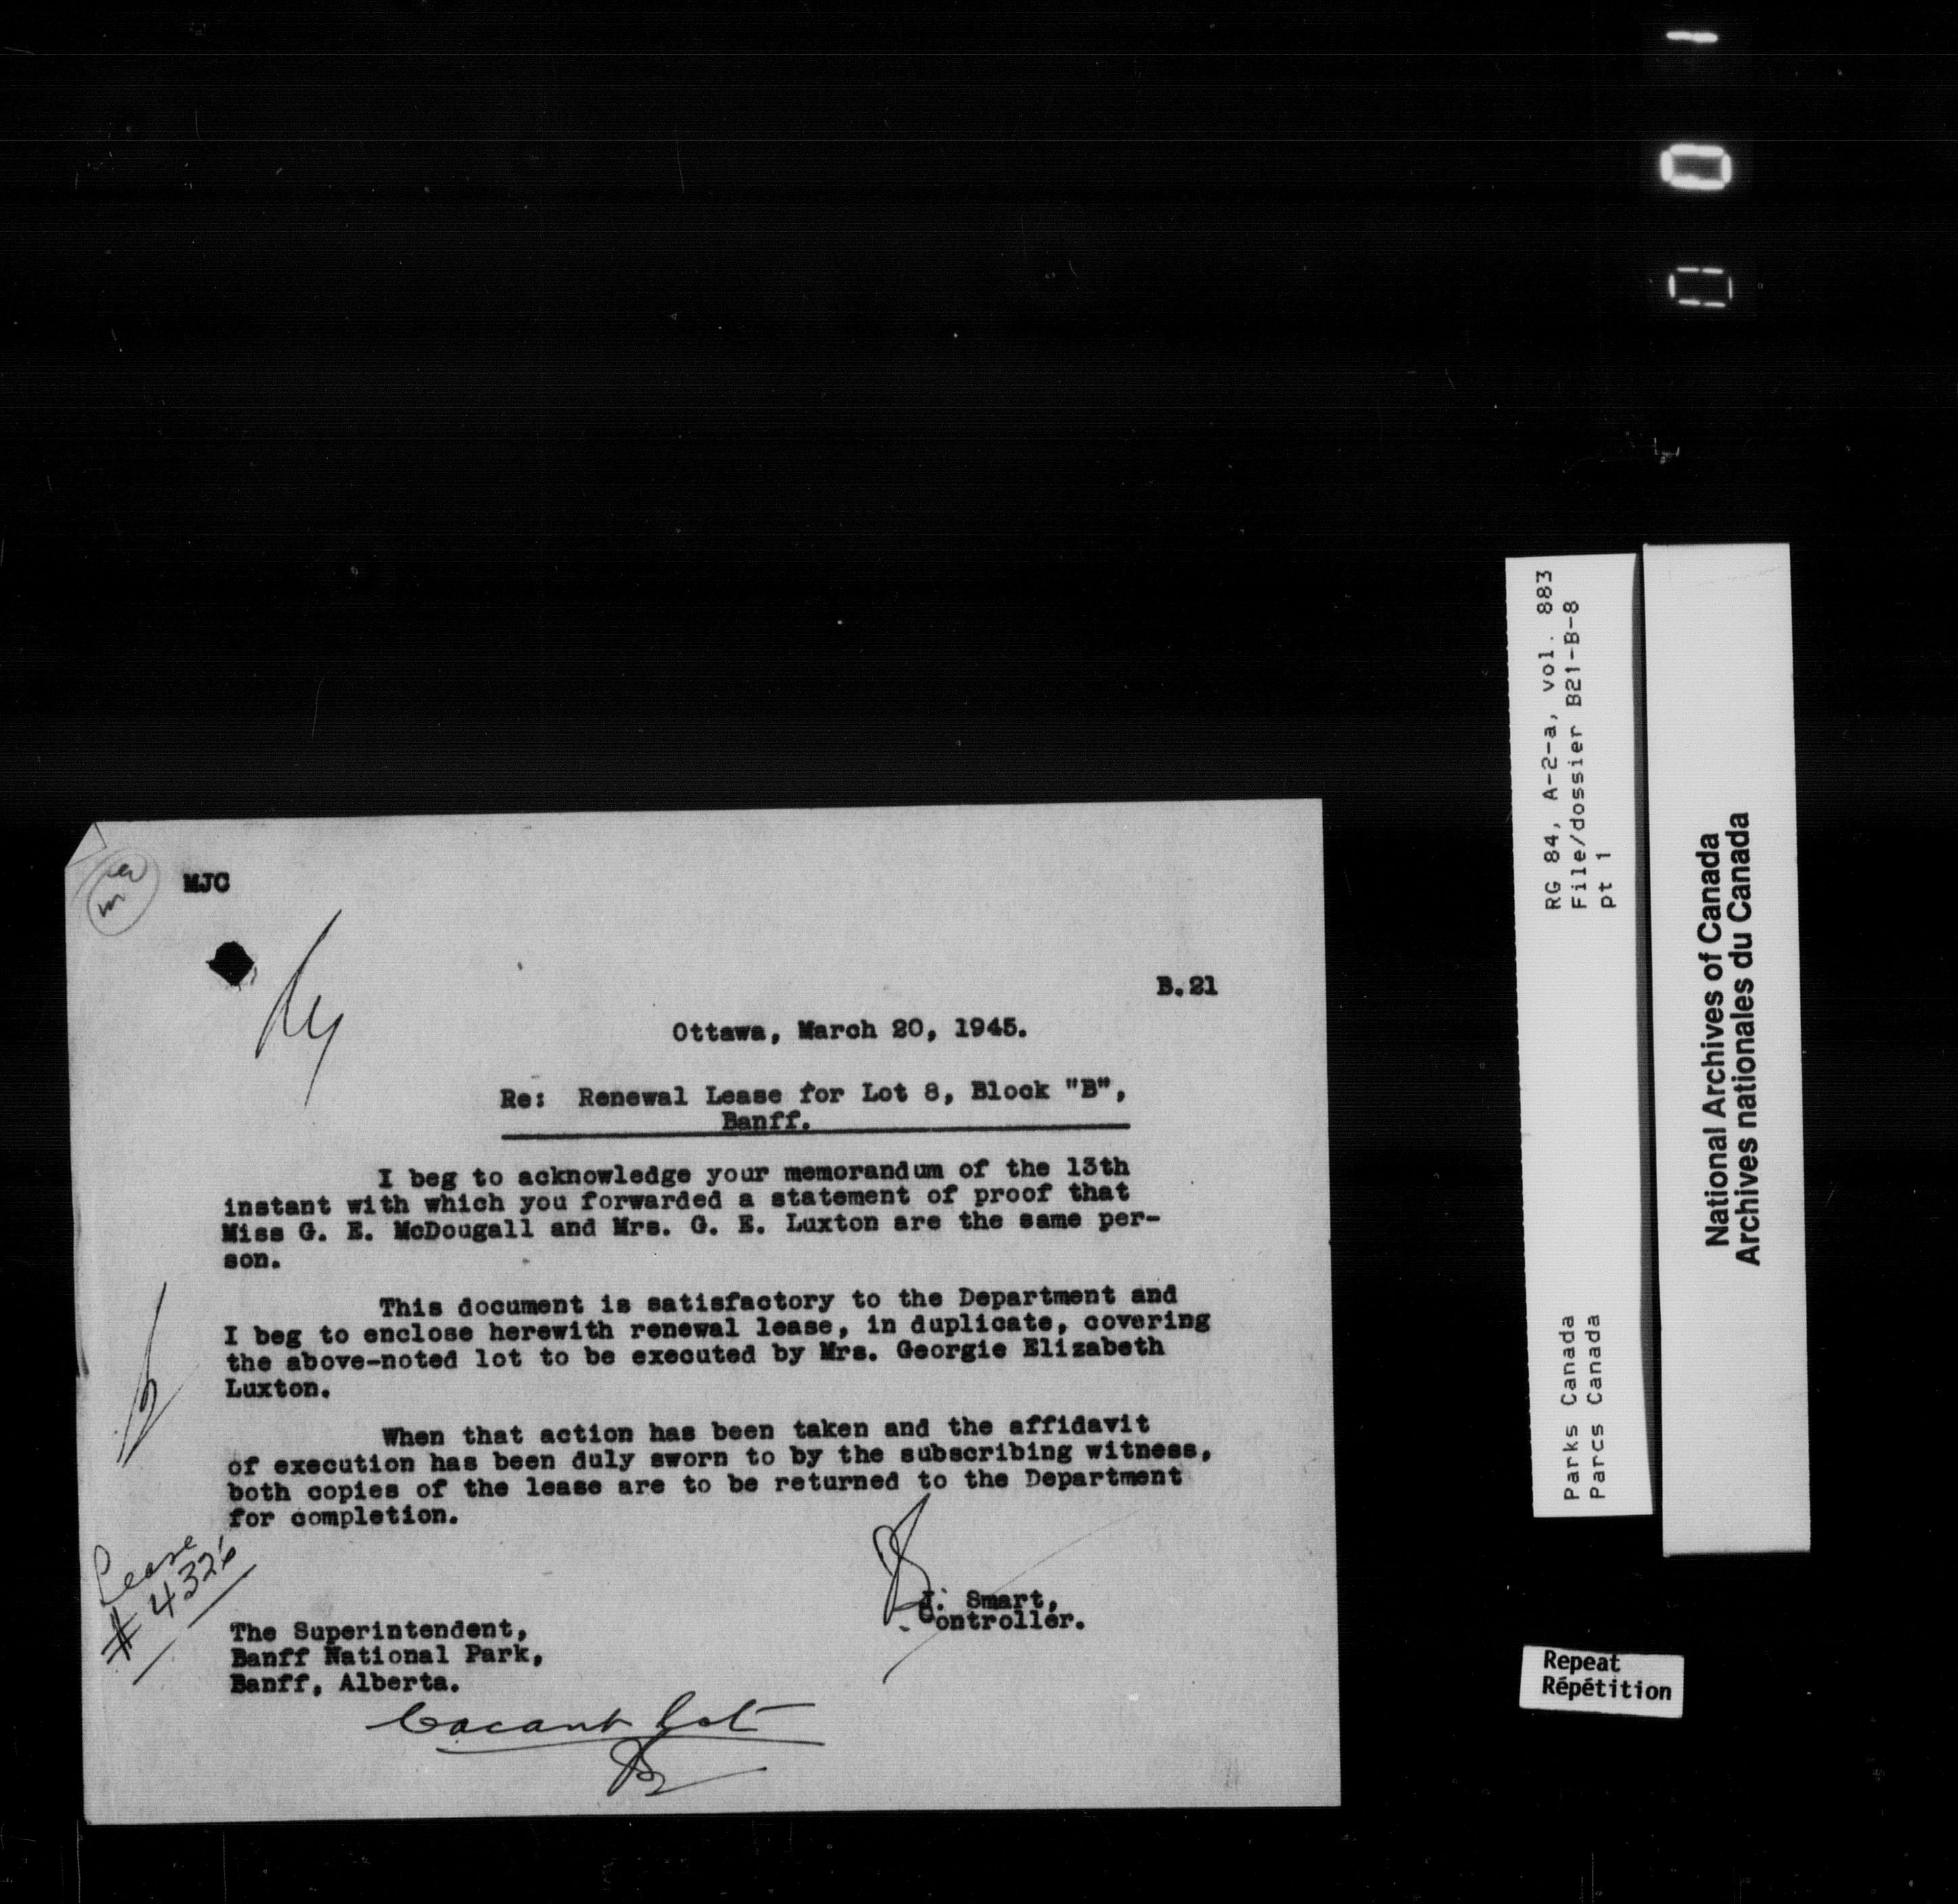 MJC
B.21
Ottawa, March 20, 1945.
Re: Renewal Lease for Lot 8, Block "B",
Banff.
I beg to acknowledge your memorandum of the 13th
instant with which you forwarded a statement of proof that
Miss G. E. McDougall and Mrs. G. E. Luxton are the same per-
son.
This document is satisfactory to the Department and
I beg to enclose herewith renewal lease, in duplicate, covering
the above-noted lot to be executed by Mrs. Georgie Elizabeth
Luxton.
When that action has been taken and the affidavit
of execution has been duly sworn to by the subscribing witness,
both copies of the lease are to be returned to the Department
for completion.
Lease
# 4326
J. Smart,
Controller.
The Superintendent,
Banff National Park,
Banff, Alberta.
Vacant lot
RG 84, A-2-a, vol. 883
File/dossier B21-B-8
pt 1
Parks Canada
Parcs Canada
National Archives of Canada
Archives nationales du Canada
Repeat
Répétition